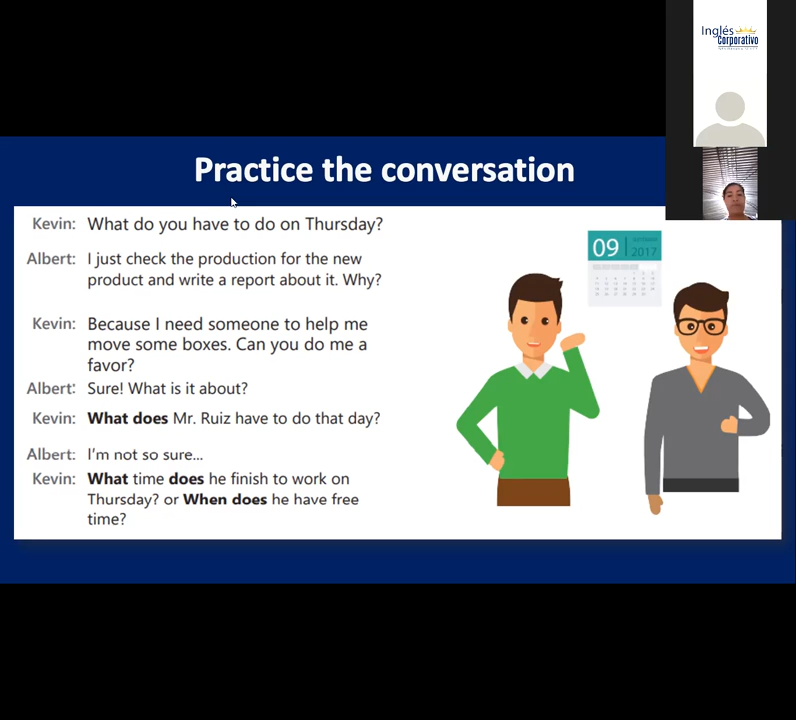 Inglés
Corporativo
Practice the conversation
Kevin: What do you have to do on Thursday?
Albert: I just check the production for the new
product and write a report about it. Why?
Kevin: Because I need someone to help me
move some boxes. Can you do me a
favor?
Albert: Sure! What is it about?
Kevin: What does Mr. Ruiz have to do that day?
Albert: I'm not so sure...
Kevin: What time does he finish to work on
Thursday? or When does he have free
time?
09
2017